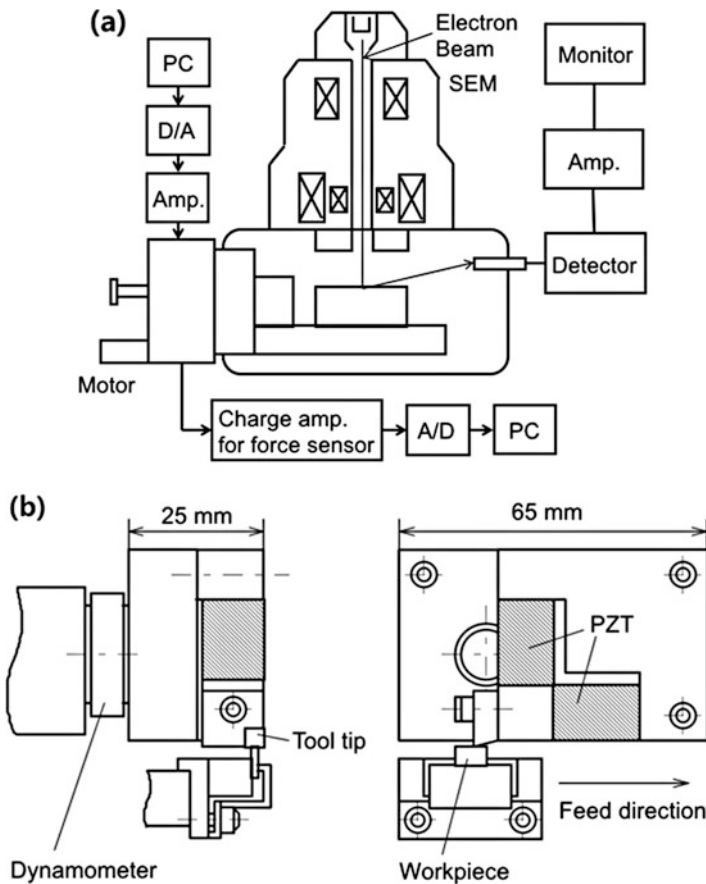 (a)
PC
D/A
Amp.
Electron
Beam
SEM
Monitor
Amp.
Detector
Motor
Charge amp.
for force sensor
A/D
PC
(b)
25 mm
65 mm
PZT
Tool tip
Feed direction
Dynamometer
Workpiece